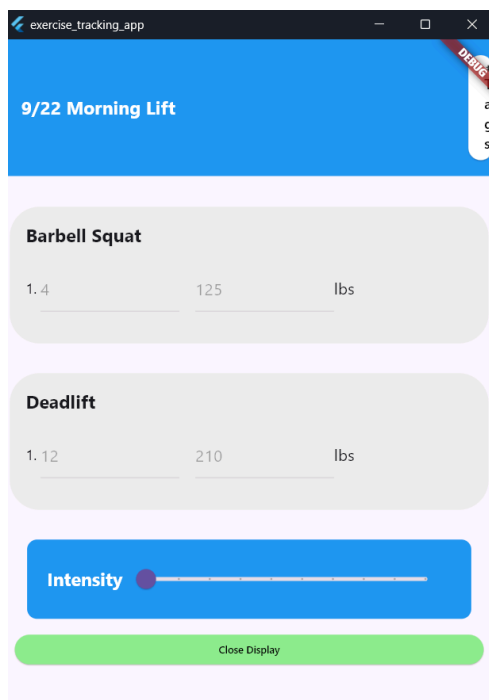 exercise_tracking_app
DEBUG
9/22 Morning Lift
a
g
s
Barbell Squat
1. 4 125 lbs
Deadlift
1. 12 210 lbs
Intensity
Close Display